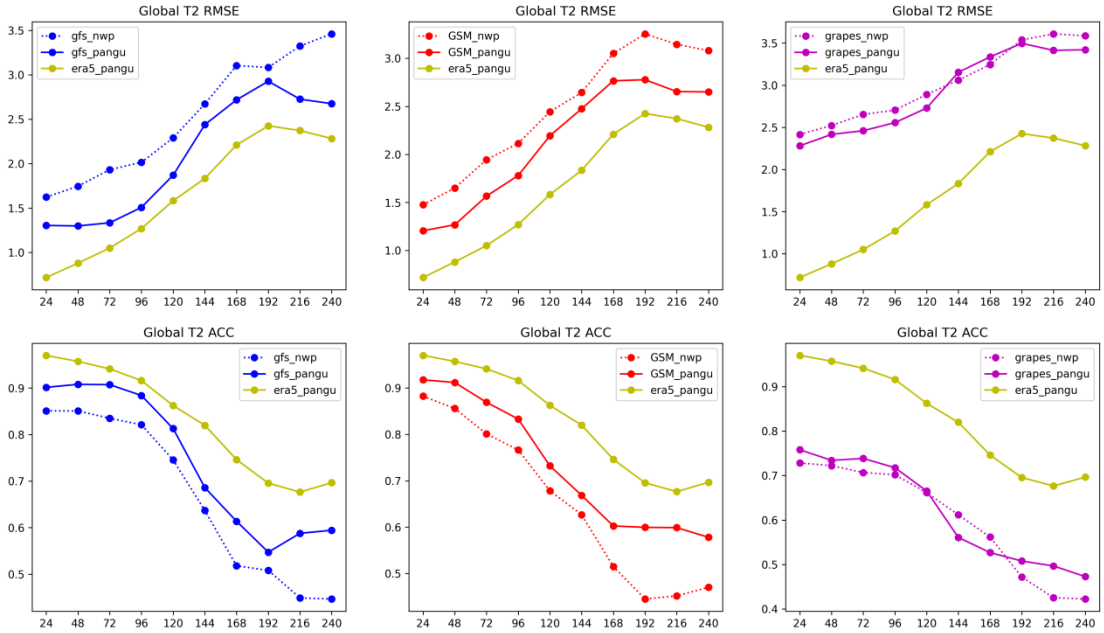 Global T2 RMSE
3.5
3.0
2.5
2.0
1.5
1.0
gfs_nwp
gfs_pangu
era5_pangu
24 48 72 96 120 144 168 192 216 240
Global T2 RMSE
3.0
2.5
2.0
1.5
1.0
GSM_nwp
GSM_pangu
era5_pangu
24 48 72 96 120 144 168 192 216 240
Global T2 RMSE
3.5
3.0
2.5
2.0
1.5
1.0
grapes_nwp
grapes_pangu
era5_pangu
24 48 72 96 120 144 168 192 216 240
Global T2 ACC
0.9
0.8
0.7
0.6
0.5
gfs_nwp
gfs_pangu
era5_pangu
24 48 72 96 120 144 168 192 216 240
Global T2 ACC
0.9
0.8
0.7
0.6
0.5
GSM_nwp
GSM_pangu
era5_pangu
24 48 72 96 120 144 168 192 216 240
Global T2 ACC
0.9
0.8
0.7
0.6
0.5
0.4
grapes_nwp
grapes_pangu
era5_pangu
24 48 72 96 120 144 168 192 216 240